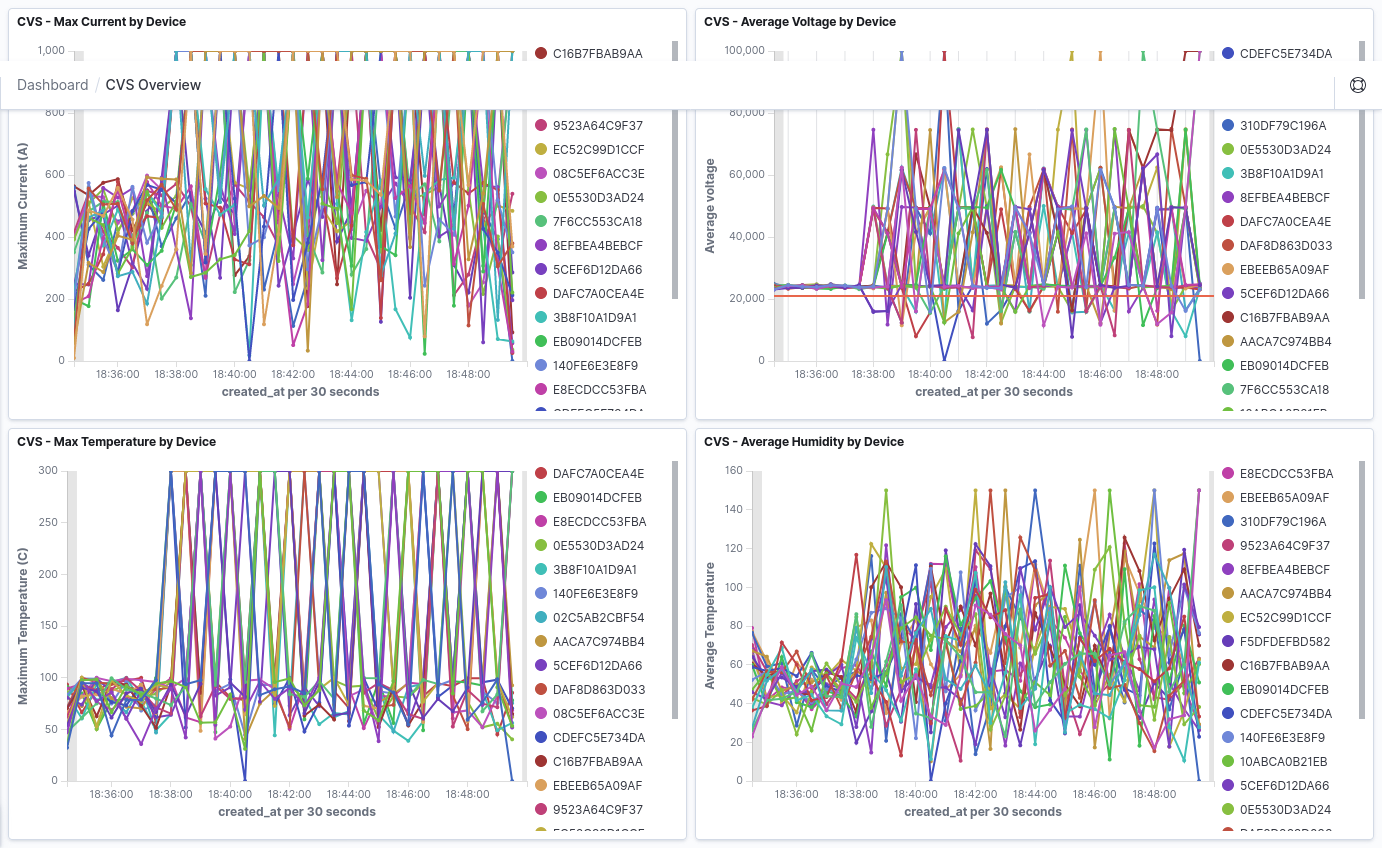 CVS - Max Current by Device
1,000
800
600
400
200
0
Maximum Current (A)
18:36:00
18:38:00
18:40:00
18:42:00
18:44:00
18:46:00
18:48:00
created_at per 30 seconds
C16B7FBAB9AA
9523A64C9F37
EC52C99D1CCF
08C5EF6ACC3E
0E5530D3AD24
7F6CC553CA18
8EFBEA4BEBCF
5CEF6D12DA66
DAFC7A0CEA4E
3B8F10A1D9A1
EB09014DCFEB
140FE6E3E8F9
E8ECDCC53FBA
CVS - Average Voltage by Device
100,000
80,000
60,000
40,000
20,000
0
Average voltage
18:36:00
18:38:00
18:40:00
18:42:00
18:44:00
18:46:00
18:48:00
created_at per 30 seconds
CDEFC5E734DA
310DF79C196A
0E5530D3AD24
3B8F10A1D9A1
8EFBEA4BEBCF
DAFC7A0CEA4E
DAF8D863D033
EBEEB65A09AF
5CEF6D12DA66
C16B7FBAB9AA
AACA7C974BB4
EB09014DCFEB
7F6CC553CA18
Dashboard / CVS Overview
CVS - Max Temperature by Device
300
250
200
150
100
50
0
Maximum Temperature (C)
18:36:00
18:38:00
18:40:00
18:42:00
18:44:00
18:46:00
18:48:00
created_at per 30 seconds
DAFC7A0CEA4E
EB09014DCFEB
E8ECDCC53FBA
0E5530D3AD24
3B8F10A1D9A1
140FE6E3E8F9
02C5AB2CBF54
AACA7C974BB4
5CEF6D12DA66
DAF8D863D033
08C5EF6ACC3E
CDEFC5E734DA
C16B7FBAB9AA
EBEEB65A09AF
9523A64C9F37
CVS - Average Humidity by Device
160
140
120
100
80
60
40
20
0
Average Temperature
18:36:00
18:38:00
18:40:00
18:42:00
18:44:00
18:46:00
18:48:00
created_at per 30 seconds
E8ECDCC53FBA
EBEEB65A09AF
310DF79C196A
9523A64C9F37
8EFBEA4BEBCF
AACA7C974BB4
EC52C99D1CCF
F5DFDEFBD582
C16B7FBAB9AA
EB09014DCFEB
CDEFC5E734DA
140FE6E3E8F9
10ABCA0B21EB
5CEF6D12DA66
0E5530D3AD24